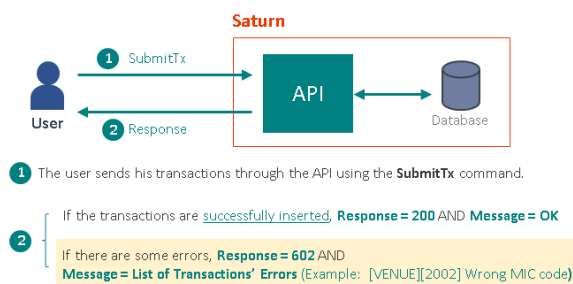 Saturn
1 SubmitTx
API
User
2 Response
Database
1 The user sends his transactions through the API using the SubmitTx command.
If the transactions are successfully inserted, Response = 200 AND Message = OK
2
If there are some errors, Response = 602 AND
Message = List of Transactions' Errors (Example: [VENUE][2002] Wrong MIC code)